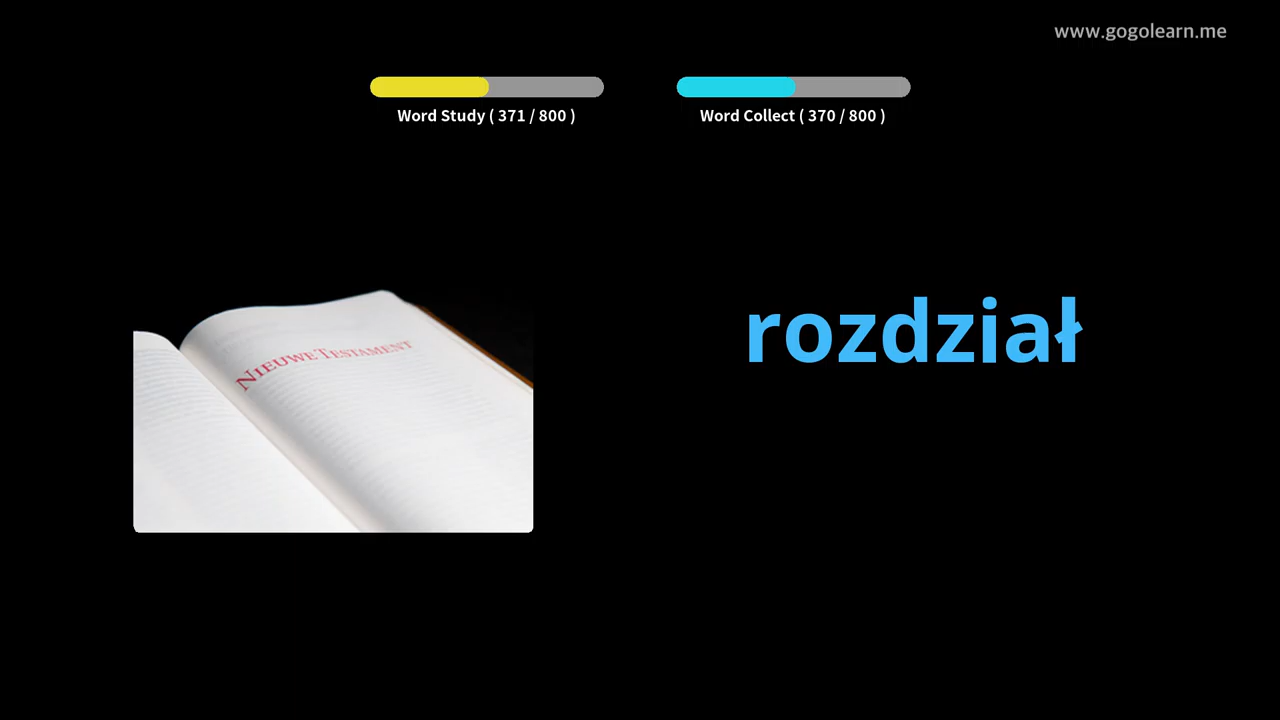 www.gogolearn.me
Word Study ( 371 / 800 )
Word Collect ( 370 / 800 )
rozdział
NIEUWE TESTAMENT